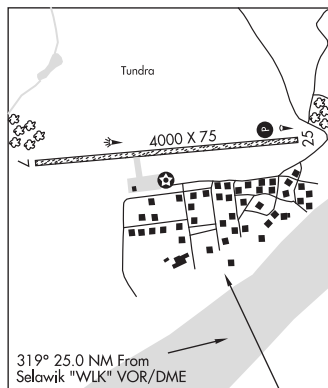 Tundra
4000 X 75
P
7
25
319° 25.0 NM From
Selawik "WLK" VOR/DME